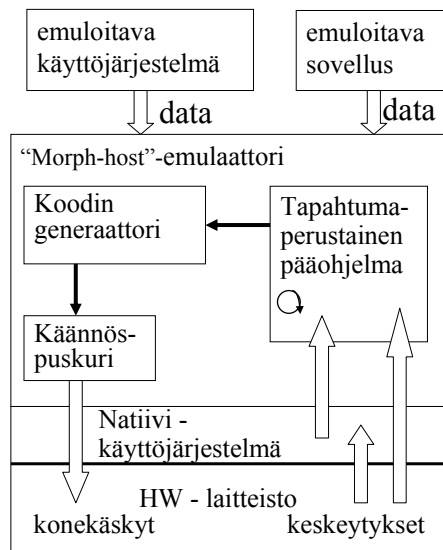 emuloitava
käyttöjärjestelmä
emuloitava
sovellus
data
data
“Morph-host”-emulaattori
Koodin
generaattori
Tapahtuma-
perustainen
pääohjelma
Käännös-
puskuri
Natiivi -
käyttöjärjestelmä
HW - laitteisto
konekäskyt
keskeytykset